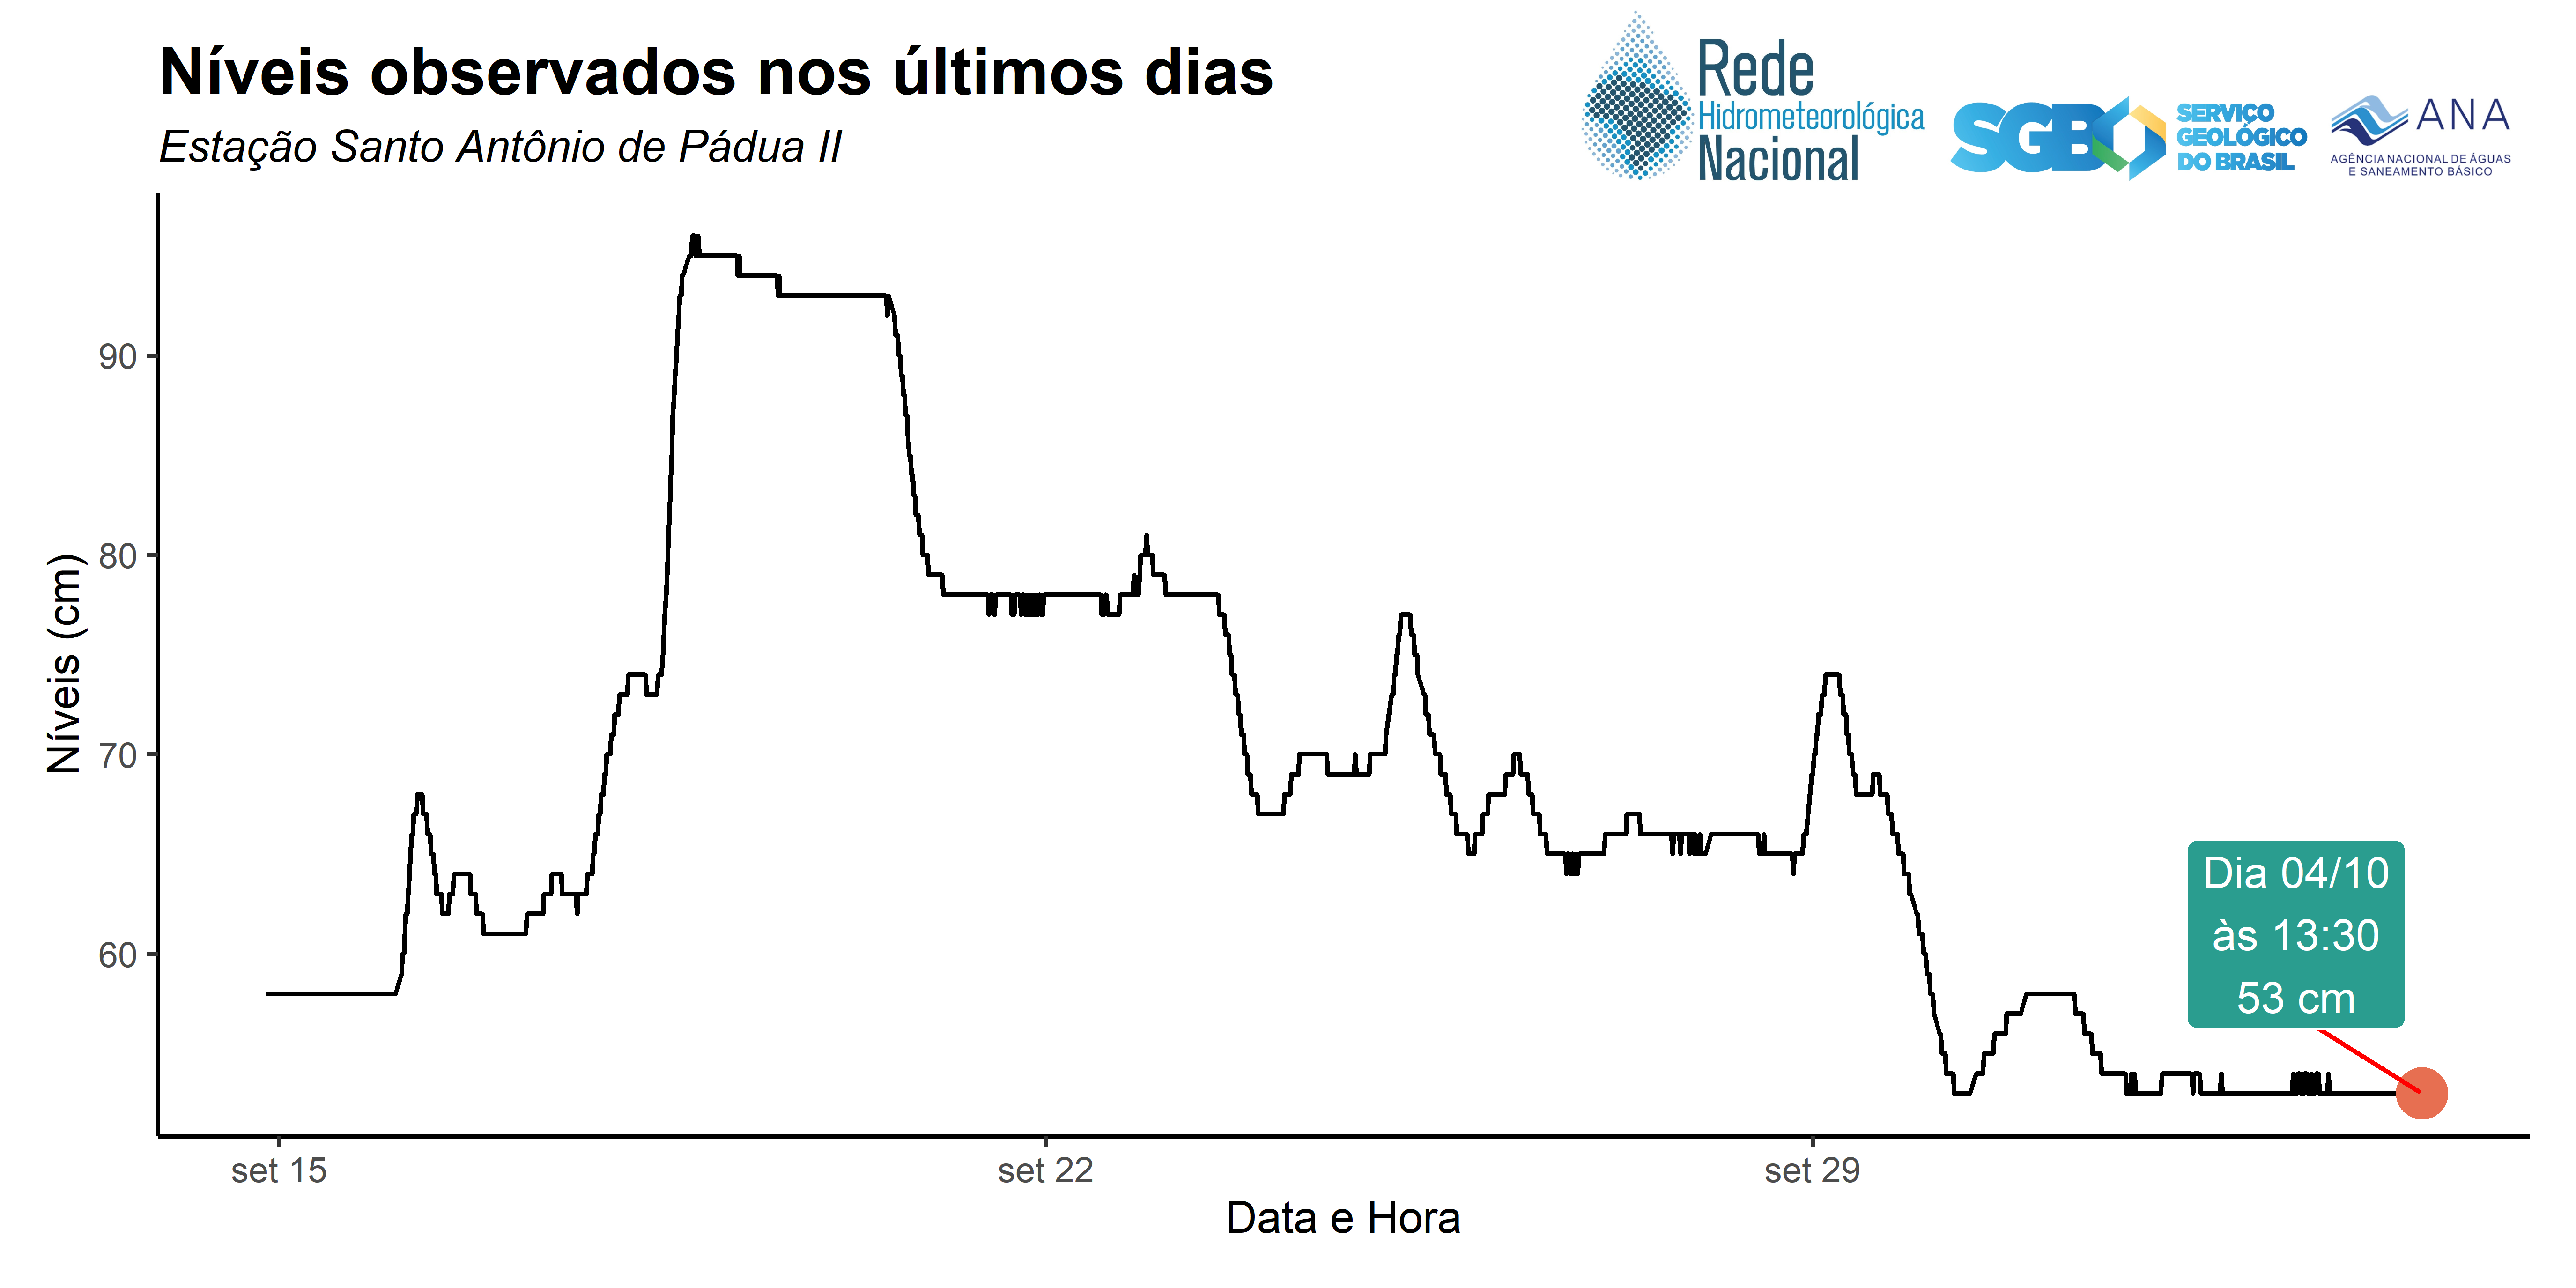 Níveis observados nos últimos dias
Estação Santo Antônio de Pádua II
Rede
Hidrometeorológica
Nacional
SGB
SERVIÇO
GEOLÓGICO
DO BRASIL
ANA
AGÊNCIA NACIONAL DE ÁGUAS
E SANEAMENTO BÁSICO
Níveis (cm)
90
80
70
60
Dia 04/10
às 13:30
53 cm
set 15
set 22
set 29
Data e Hora